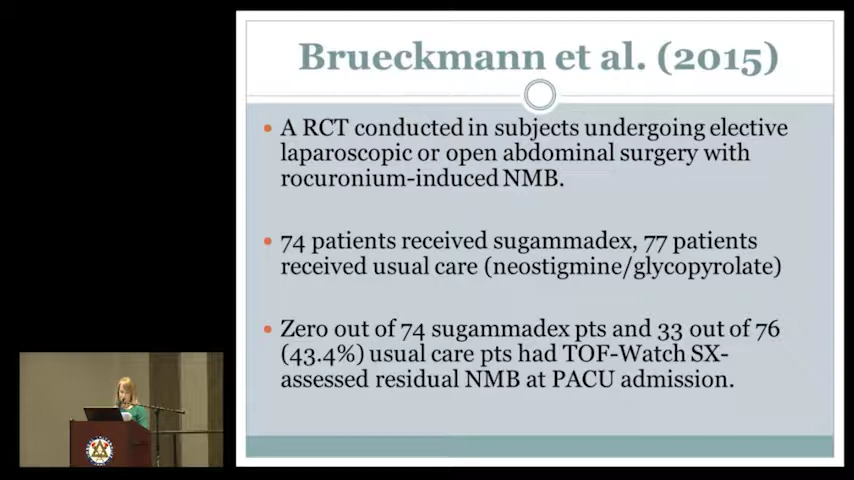 Brueckmann et al. (2015)
• A RCT conducted in subjects undergoing elective
laparoscopic or open abdominal surgery with
rocuronium-induced NMB.
• 74 patients received sugammadex, 77 patients
received usual care (neostigmine/glycopyrolate)
• Zero out of 74 sugammadex pts and 33 out of 76
(43.4%) usual care pts had TOF-Watch SX-
assessed residual NMB at PACU admission.